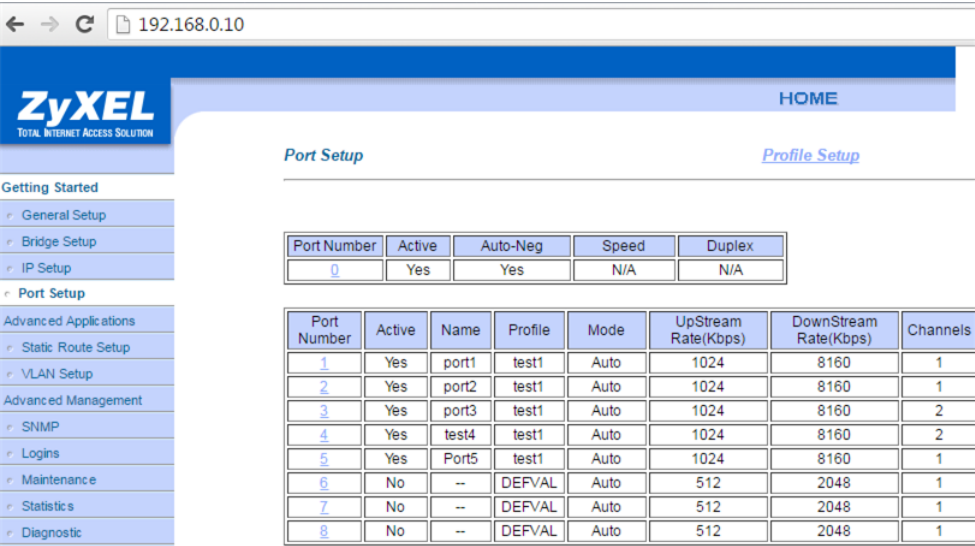 192.168.0.10
ZyXEL
TOTAL INTERNET ACCESS SOLUTION
HOME
Port Setup
Profile Setup
Getting Started
General Setup
Bridge Setup
IP Setup
Port Setup
Advanced Applications
Static Route Setup
VLAN Setup
Advanced Management
SNMP
Logins
Maintenance
Statistics
Diagnostic
Port Number Active Auto-Neg Speed Duplex
0 Yes Yes N/A N/A
Port Number Active Name Profile Mode UpStream Rate(Kbps) DownStream Rate(Kbps) Channels
1 Yes port1 test1 Auto 1024 8160 1
2 Yes port2 test1 Auto 1024 8160 1
3 Yes port3 test1 Auto 1024 8160 2
4 Yes test4 test1 Auto 1024 8160 2
5 Yes Port5 test1 Auto 1024 8160 1
6 No -- DEFVAL Auto 512 2048 1
7 No -- DEFVAL Auto 512 2048 1
8 No -- DEFVAL Auto 512 2048 1